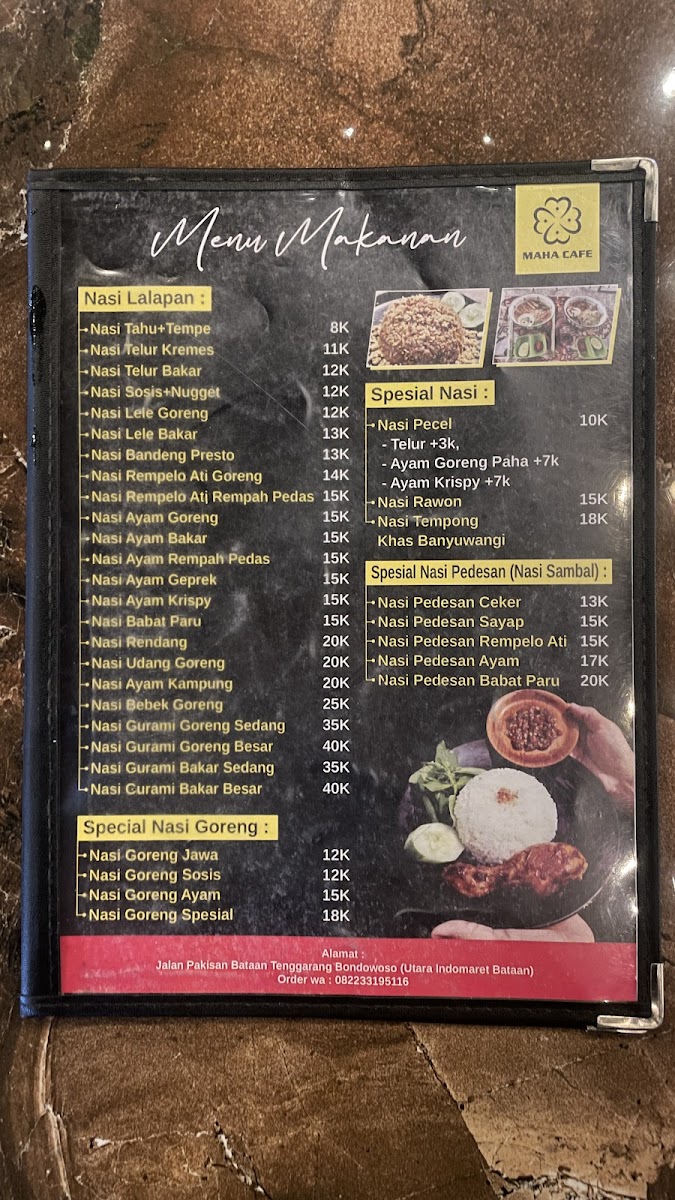 Menu Makanan
MAHA CAFE
Nasi Lalapan :
Nasi Tahu+Tempe 8K
Nasi Telur Kremes 11K
Nasi Telur Bakar 12K
Nasi Sosis+Nugget 12K
Nasi Lele Goreng 12K
Nasi Lele Bakar 13K
Nasi Bandeng Presto 13K
Nasi Rempelo Ati Goreng 14K
Nasi Rempelo Ati Rempah Pedas 15K
Nasi Ayam Goreng 15K
Nasi Ayam Bakar 15K
Nasi Ayam Rempah Pedas 15K
Nasi Ayam Geprek 15K
Nasi Ayam Krispy 15K
Nasi Babat Paru 15K
Nasi Rendang 20K
Nasi Udang Goreng 20K
Nasi Ayam Kampung 20K
Nasi Bebek Goreng 25K
Nasi Gurami Goreng Sedang 35K
Nasi Gurami Goreng Besar 40K
Nasi Gurami Bakar Sedang 35K
Nasi Curami Bakar Besar 40K
Special Nasi Goreng :
Nasi Goreng Jawa 12K
Nasi Goreng Sosis 12K
Nasi Goreng Ayam 15K
Nasi Goreng Spesial 18K
Spesial Nasi :
Nasi Pecel 10K
- Telur +3k,
- Ayam Goreng Paha +7k
- Ayam Krispy +7k
Nasi Rawon 15K
Nasi Tempong 18K
Khas Banyuwangi
Spesial Nasi Pedesan (Nasi Sambal) :
Nasi Pedesan Ceker 13K
Nasi Pedesan Sayap 15K
Nasi Pedesan Rempelo Ati 15K
Nasi Pedesan Ayam 17K
Nasi Pedesan Babat Paru 20K
Alamat :
Jalan Pakisan Bataan Tenggarang Bondowoso (Utara Indomaret Bataan)
Order wa : 082233195116